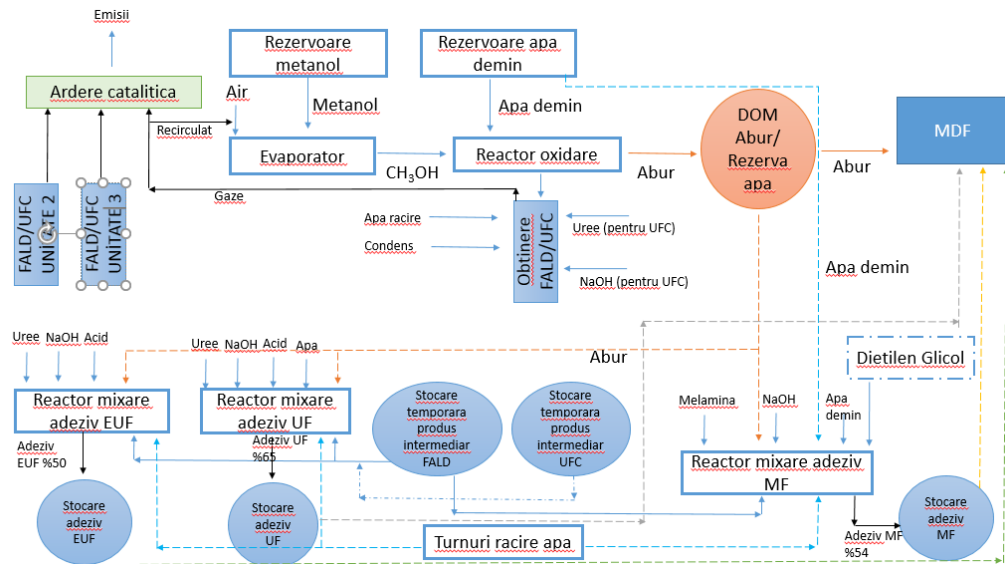 Emisii
Rezervoare
metanol
Rezervoare apa
demin
Ardere catalitica
Air
Metanol
Apa demin
Recirculat
DOM
Abur/
Rezerva
apa
MDF
Evaporator
CH3OH
Reactor oxidare
Abur
Abur
FALD/UFC
UNITATE 2
FALD/UFC
UNITATE 3
Gaze
Obtinere
FALD/UFC
Apa racire
Condens
Uree (pentru UFC)
NaOH (pentru UFC)
Apa demin
Uree
NaOH
Acid
Uree
NaOH
Acid
Apa
Abur
Dietilen Glicol
Reactor mixare
adeziv EUF
Reactor mixare
adeziv UF
Stocare
temporara
produs
intermediar
FALD
Stocare
temporara
produs
intermediar
UFC
Melamina
NaOH
Apa
demin
Adeziv
EUF %50
Adeziv UF
%65
Reactor mixare adeziv
MF
Stocare
adeziv
EUF
Stocare
adeziv
UF
Turnuri racire apa
Adeziv MF
%54
Stocare
adeziv
MF